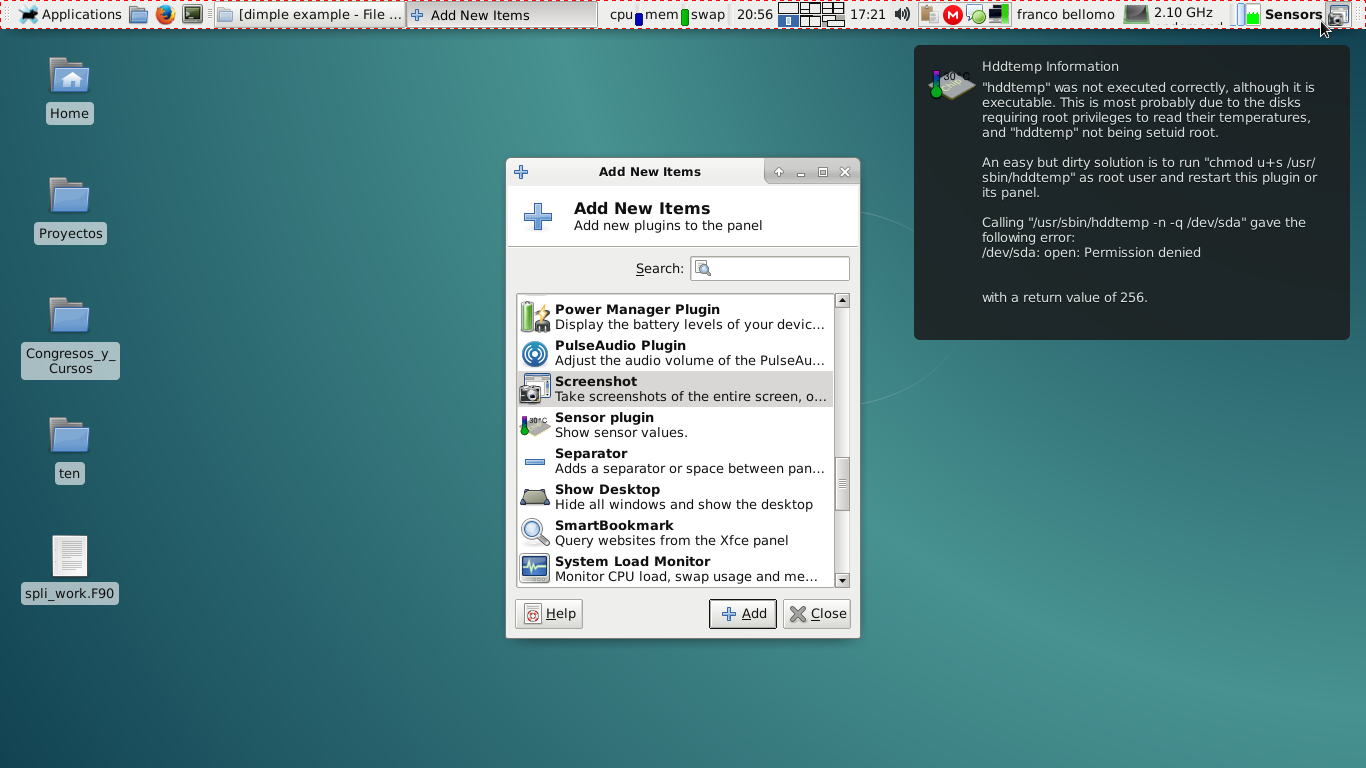 Applications
[dimple example - File ...
Add New Items
cpu mem swap
20:56
17:21
franco bellomo
2.10 GHz
Sensors
Home
Proyectos
Congresos_y_
Cursos
ten
spli_work.F90
Hddtemp Information
"hddtemp" was not executed correctly, although it is
executable. This is most probably due to the disks
requiring root privileges to read their temperatures,
and "hddtemp" not being setuid root.
An easy but dirty solution is to run "chmod u+s /usr/
sbin/hddtemp" as root user and restart this plugin or
its panel.
Calling "/usr/sbin/hddtemp -n -q /dev/sda" gave the
following error:
/dev/sda: open: Permission denied
with a return value of 256.
Add New Items
Add New Items
Add new plugins to the panel
Search:
Power Manager Plugin
Display the battery levels of your devic...
PulseAudio Plugin
Adjust the audio volume of the PulseAu...
Screenshot
Take screenshots of the entire screen, o...
Sensor plugin
Show sensor values.
Separator
Adds a separator or space between pan...
Show Desktop
Hide all windows and show the desktop
SmartBookmark
Query websites from the Xfce panel
System Load Monitor
Monitor CPU load, swap usage and me...
Help
Add
Close